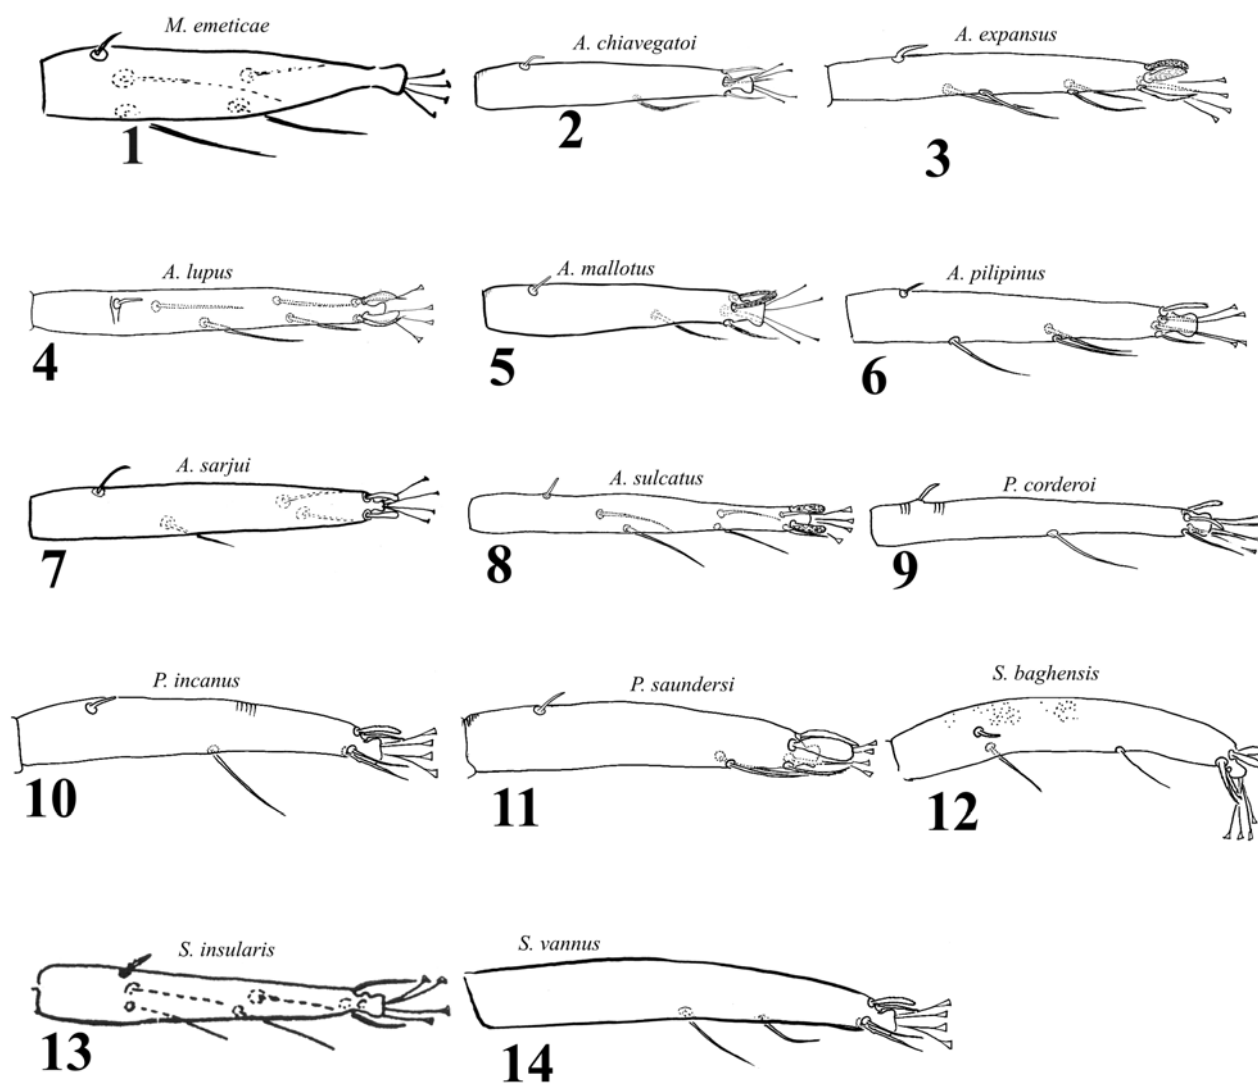 M. emeticae
1
A. chiavegatoi
2
A. expansus
3
A. lupus
4
A. mallotus
5
A. pilipinus
6
A. sarjui
7
A. sulcatus
8
P. corderoi
9
P. incanus
10
P. saundersi
11
S. baghensis
12
S. insularis
13
S. vannus
14